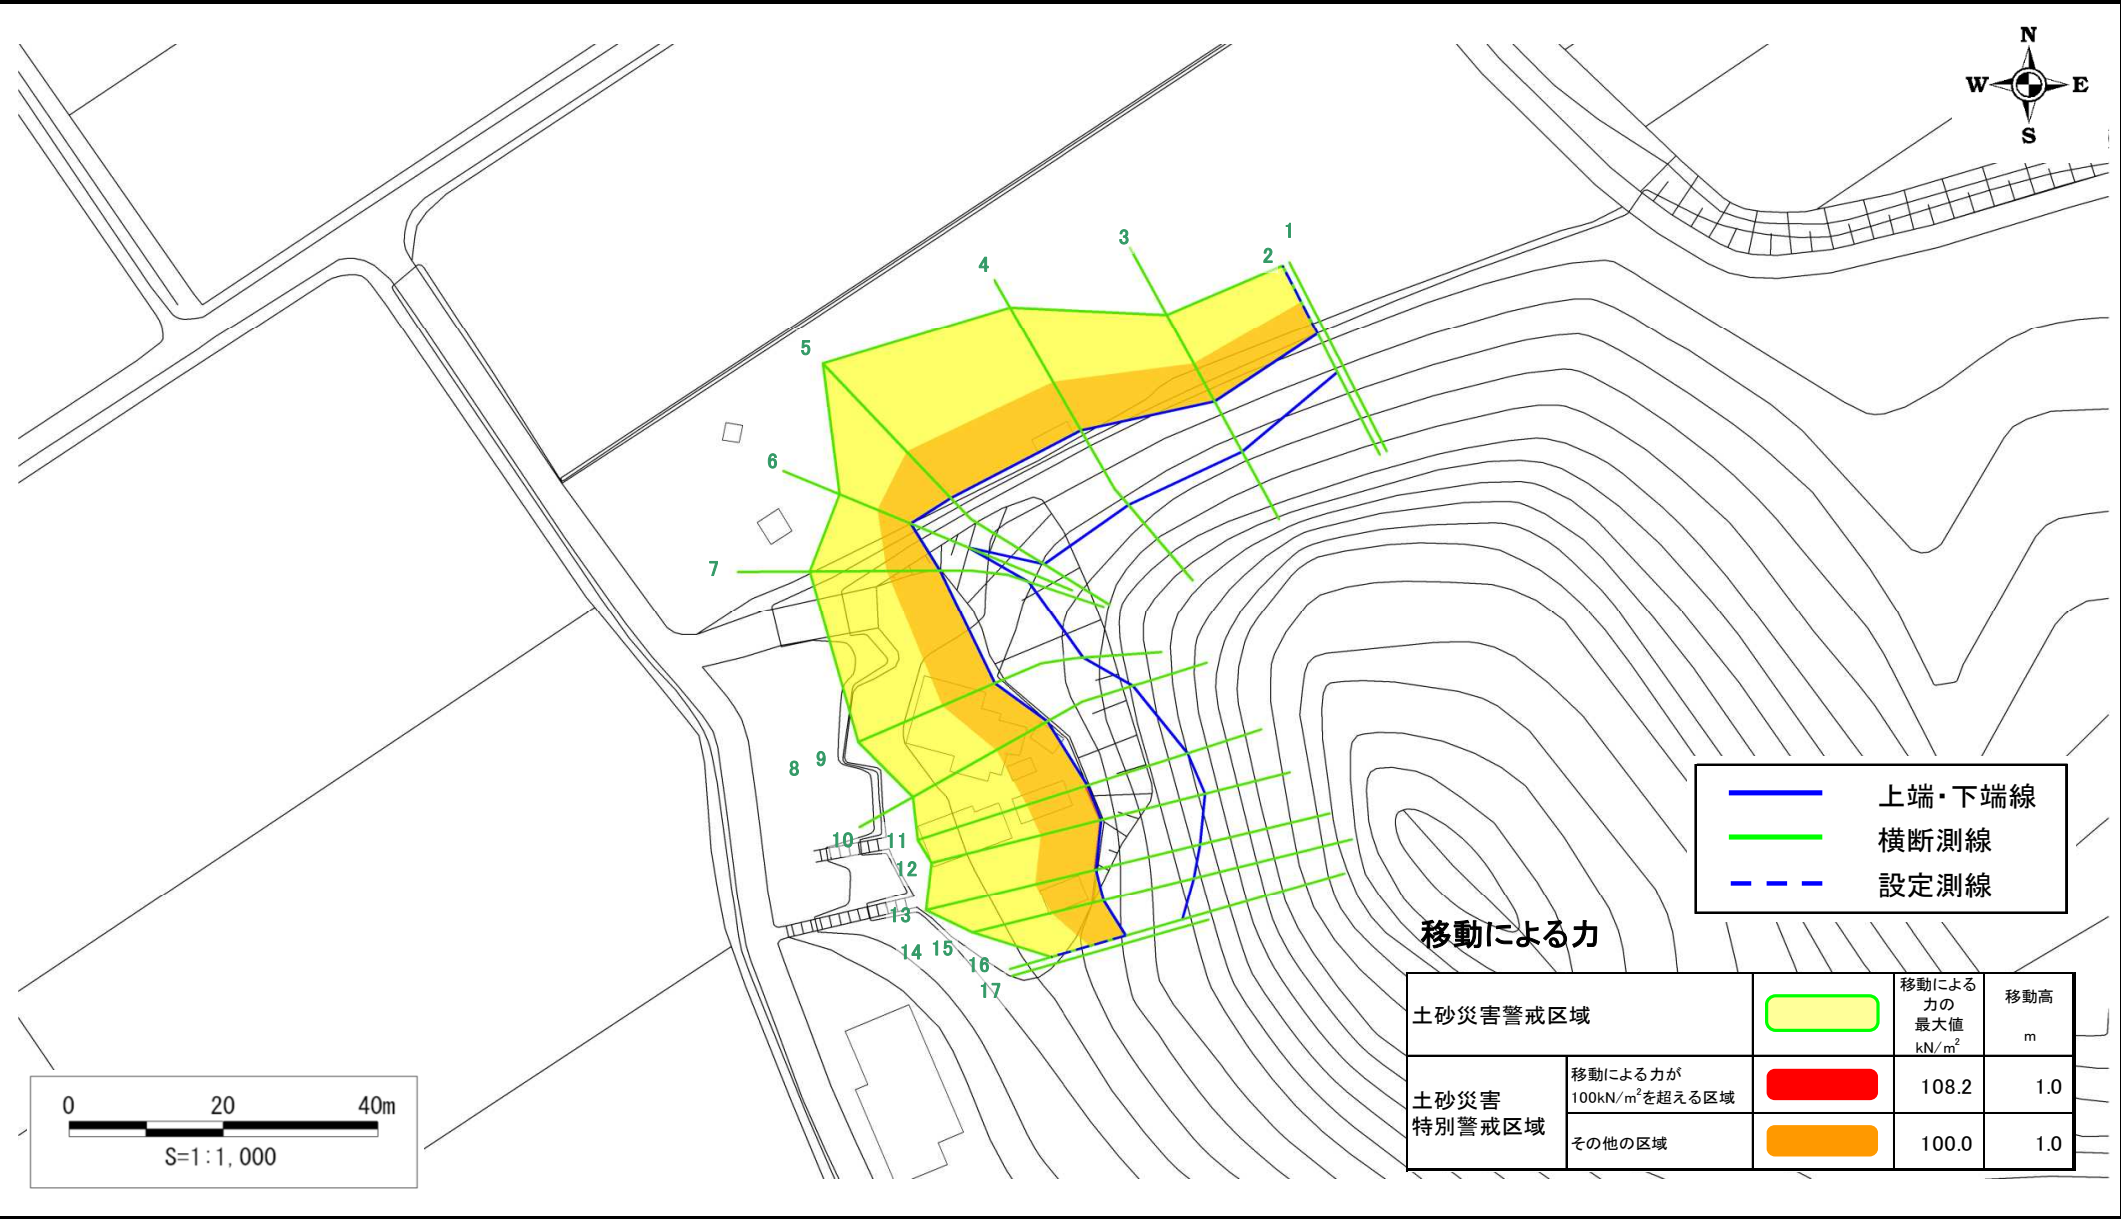 N
W E
S
1
2
3
4
5
6
7
8
9
10
11
12
13
14
15
16
17
上端・下端線
横断測線
設定測線
移動による力
土砂災害警戒区域
移動による
力の
最大値
kN/m²
移動高
m
土砂災害
特別警戒区域
移動による力が
100kN/m²を超える区域
108.2
1.0
その他の区域
100.0
1.0
0 20 40m
S=1:1,000